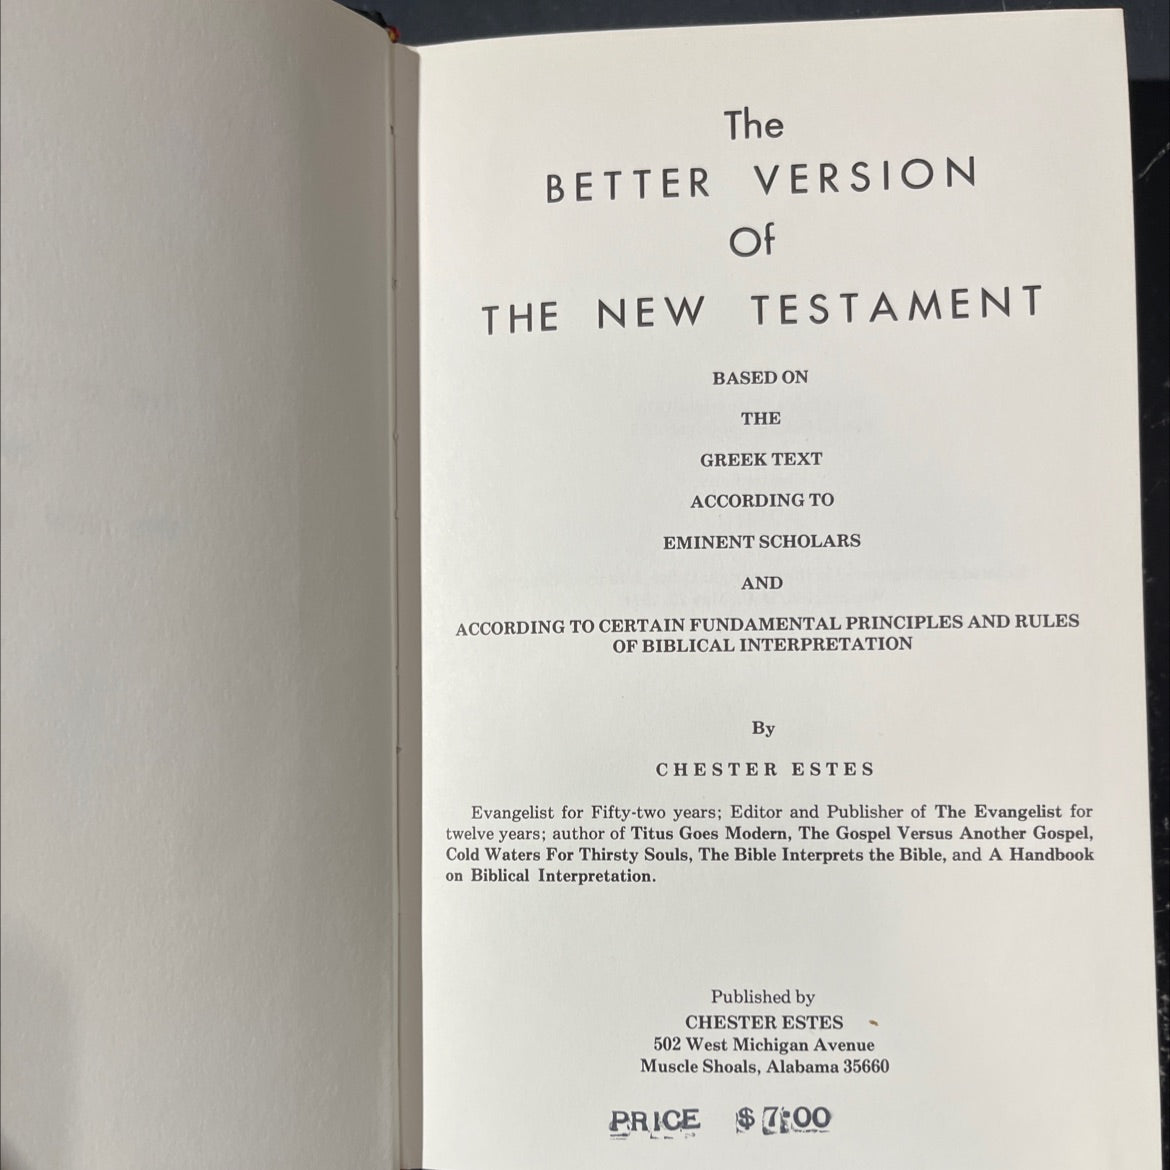 The
BETTER VERSION
Of
THE NEW TESTAMENT
BASED ON
THE
GREEK TEXT
ACCORDING TO
EMINENT SCHOLARS
AND
ACCORDING TO CERTAIN FUNDAMENTAL PRINCIPLES AND RULES
OF BIBLICAL INTERPRETATION
By
CHESTER ESTES
Evangelist for Fifty-two years; Editor and Publisher of The Evangelist for
twelve years; author of Titus Goes Modern, The Gospel Versus Another Gospel,
Cold Waters For Thirsty Souls, The Bible Interprets the Bible, and A Handbook
on Biblical Interpretation.
Published by
CHESTER ESTES
502 West Michigan Avenue
Muscle Shoals, Alabama 35660
PRICE $ 7:00